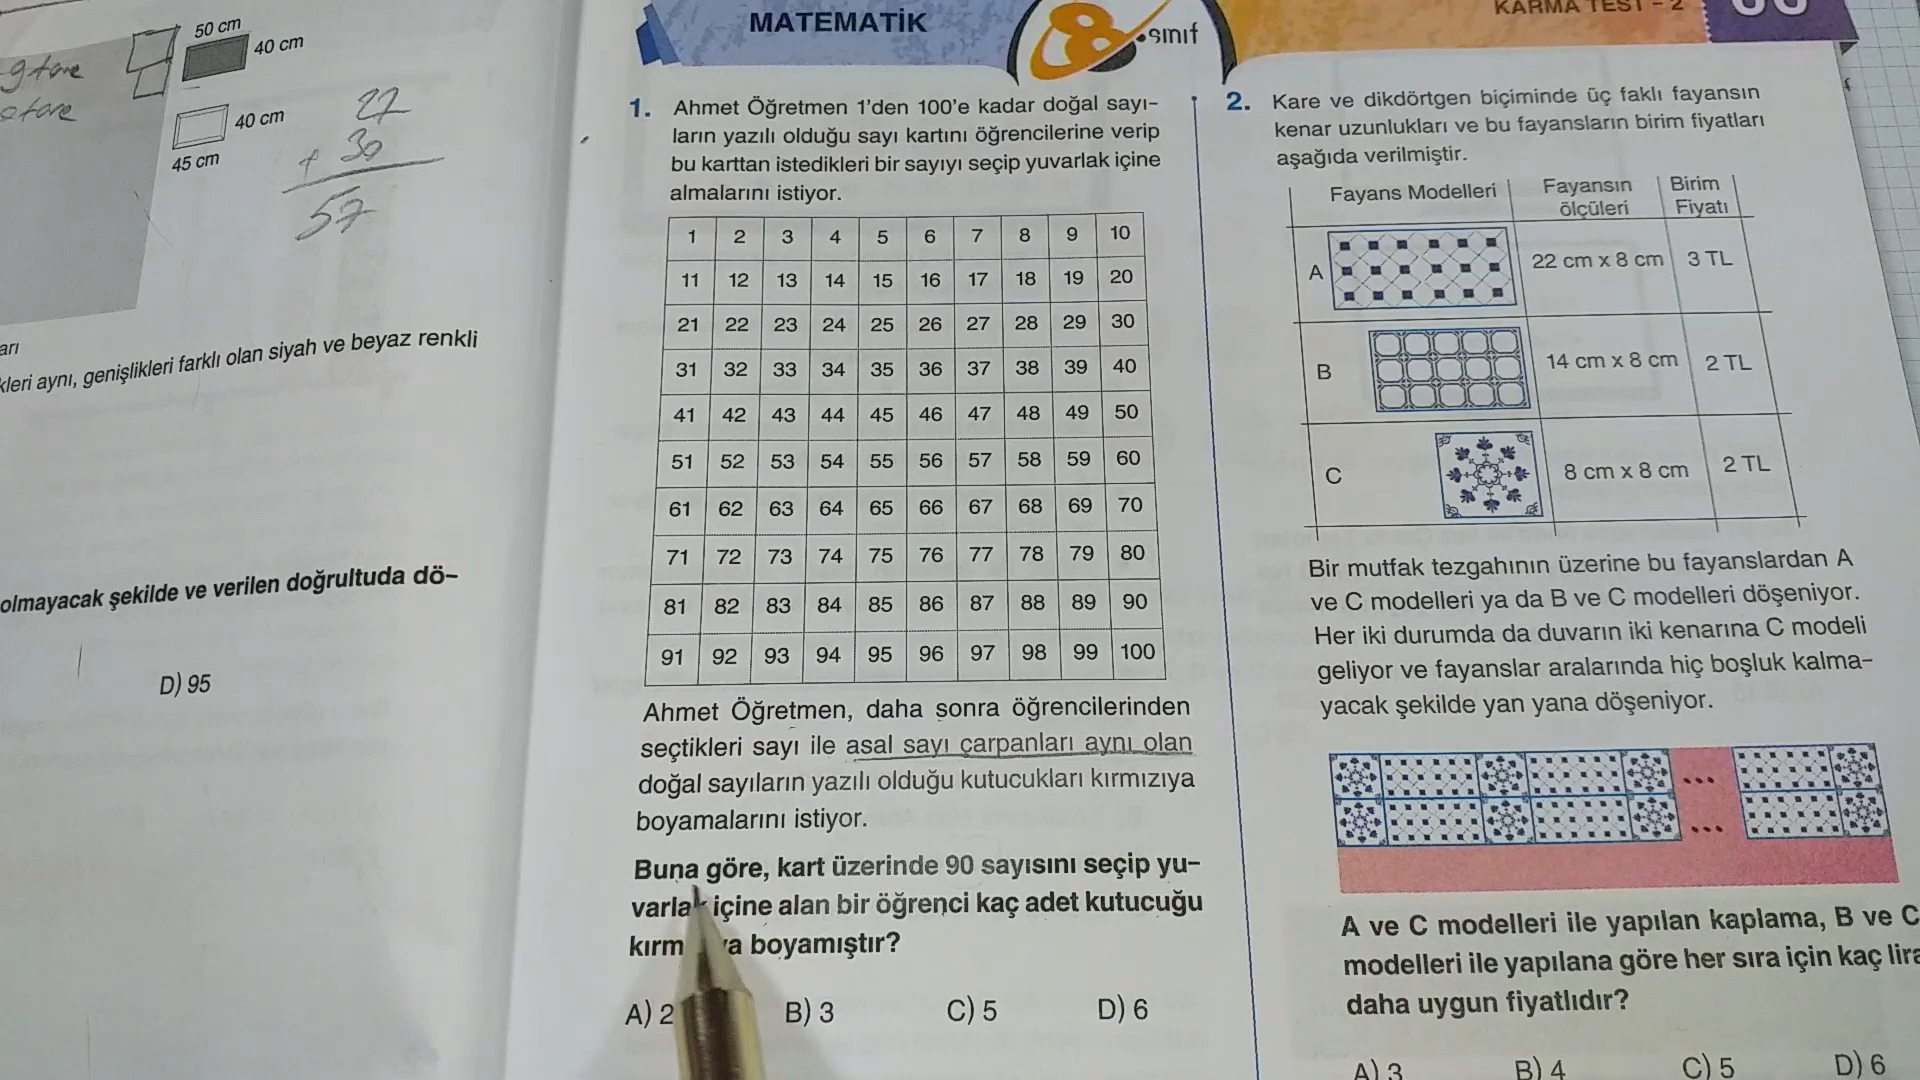 50 cm
40 cm
40 cm
45 cm
27
+ 30
57
kleri aynı, genişlikleri farklı olan siyah ve beyaz renkli
olmayacak şekilde ve verilen doğrultuda dö-
D) 95
MATEMATİK
8.sınıf
KARMA TEST - 2
1. Ahmet Öğretmen 1'den 100'e kadar doğal sayı-
ların yazılı olduğu sayı kartını öğrencilerine verip
bu karttan istedikleri bir sayıyı seçip yuvarlak içine
almalarını istiyor.
1 2 3 4 5 6 7 8 9 10
11 12 13 14 15 16 17 18 19 20
21 22 23 24 25 26 27 28 29 30
31 32 33 34 35 36 37 38 39 40
41 42 43 44 45 46 47 48 49 50
51 52 53 54 55 56 57 58 59 60
61 62 63 64 65 66 67 68 69 70
71 72 73 74 75 76 77 78 79 80
81 82 83 84 85 86 87 88 89 90
91 92 93 94 95 96 97 98 99 100
Ahmet Öğretmen, daha sonra öğrencilerinden
seçtikleri sayı ile asal sayı çarpanları aynı olan
doğal sayıların yazılı olduğu kutucukları kırmızıya
boyamalarını istiyor.
Buna göre, kart üzerinde 90 sayısını seçip yu-
varlak içine alan bir öğrenci kaç adet kutucuğu
kırm ya boyamıştır?
A) 2 B) 3 C) 5 D) 6
2. Kare ve dikdörtgen biçiminde üç faklı fayansın
kenar uzunlukları ve bu fayansların birim fiyatları
aşağıda verilmiştir.
Fayans Modelleri Fayansın ölçüleri Birim Fiyatı
A 22 cm x 8 cm 3 TL
B 14 cm x 8 cm 2 TL
C 8 cm x 8 cm 2 TL
Bir mutfak tezgahının üzerine bu fayanslardan A
ve C modelleri ya da B ve C modelleri döşeniyor.
Her iki durumda da duvarın iki kenarına C modeli
geliyor ve fayanslar aralarında hiç boşluk kalma-
yacak şekilde yan yana döşeniyor.
A ve C modelleri ile yapılan kaplama, B ve C
modelleri ile yapılana göre her sıra için kaç lira
daha uygun fiyatlıdır?
A) 3 B) 4 C) 5 D) 6